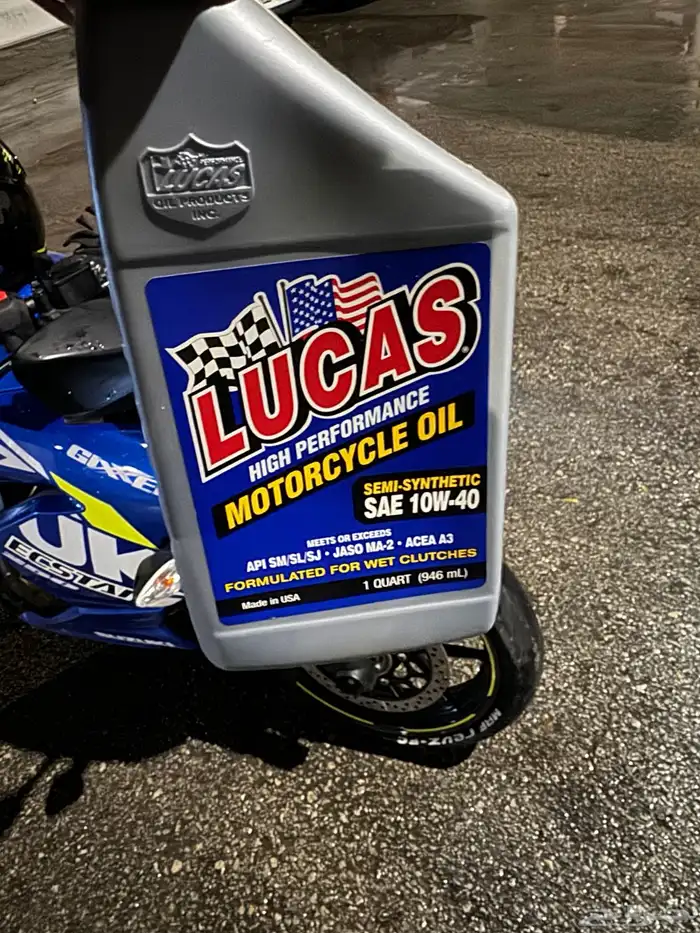 PERFORMANCE
LUCAS
OIL PRODUCTS
INC.
LUCAS®
HIGH PERFORMANCE
MOTORCYCLE OIL
SEMI-SYNTHETIC
SAE 10W-40
MEETS OR EXCEEDS
API SM/SL/SJ • JASO MA-2 • ACEA A3
FORMULATED FOR WET CLUTCHES
1 QUART (946 mL)
Made in USA
GIXXER
UK
ECSTAR
SUZUKI